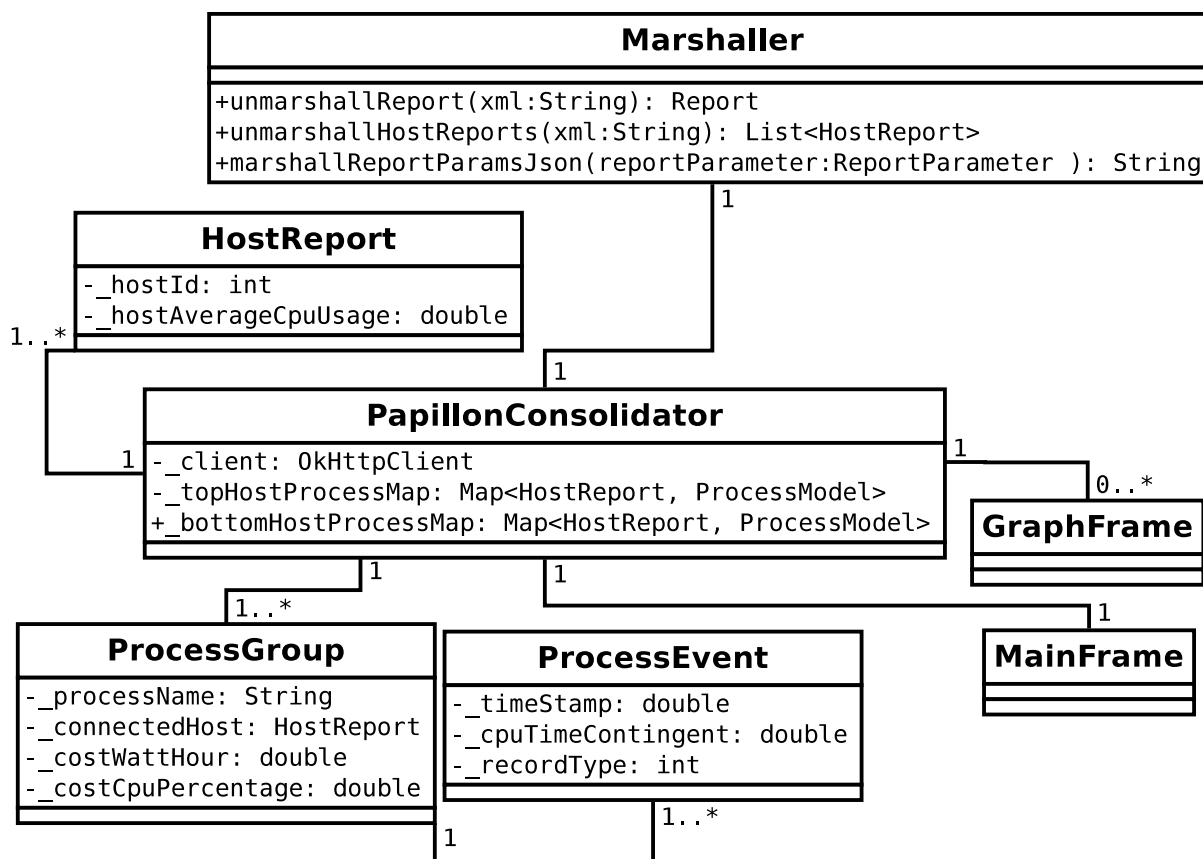 Marshaller
+unmarshallReport(xml:String): Report
+unmarshallHostReports(xml:String): List<HostReport>
+marshallReportParamsJson(reportParameter:ReportParameter ): String
1
HostReport
-_hostId: int
-_hostAverageCpuUsage: double
1..*
1
PapillonConsolidator
1
-_client: OkHttpClient
-_topHostProcessMap: Map<HostReport, ProcessModel>
+_bottomHostProcessMap: Map<HostReport, ProcessModel>
1
0..*
GraphFrame
1
1
1..*
1
ProcessGroup
-_processName: String
-_connectedHost: HostReport
-_costWattHour: double
-_costCpuPercentage: double
ProcessEvent
-_timeStamp: double
-_cpuTimeContingent: double
-_recordType: int
MainFrame
1
1..*